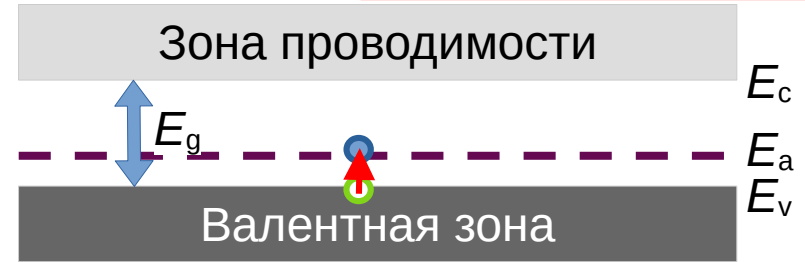 Зона проводимости
Ec
Eg
Ea
Ev
Валентная зона